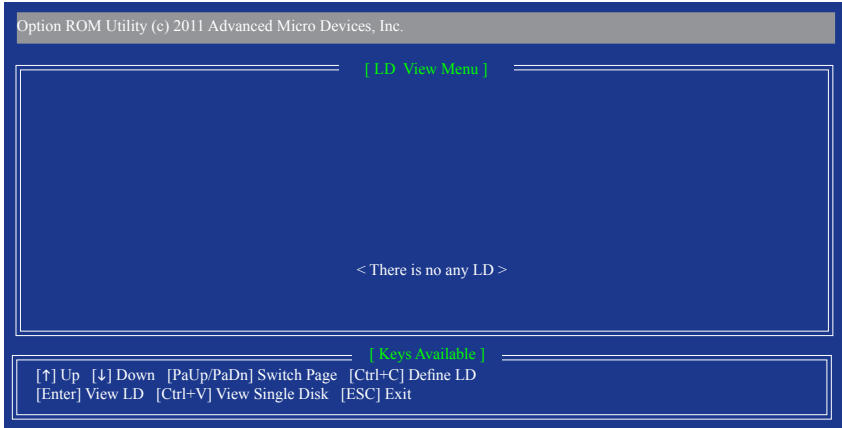 Option ROM Utility (c) 2011 Advanced Micro Devices, Inc.
[ LD  View Menu ]
< There is no any LD >
[ Keys Available ]
[↑] Up   [↓] Down   [PaUp/PaDn] Switch Page   [Ctrl+C] Define LD
[Enter] View LD   [Ctrl+V] View Single Disk   [ESC] Exit